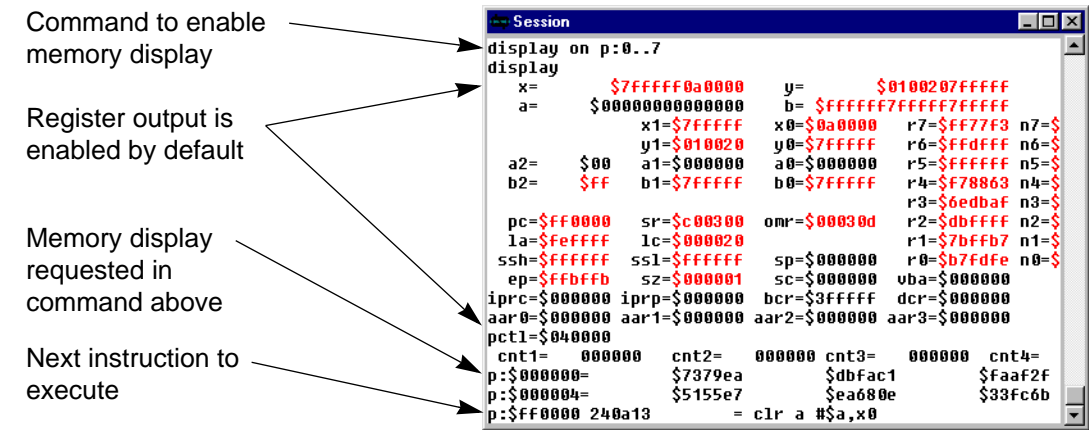 Command to enable
memory display
Register output is
enabled by default
Memory display
requested in
command above
Next instruction to
execute
Session
display on p:0..7
display
x= $7fffff0a0000 y= $0100207fffff
a= $00000000000000 b= $ffffff7fffff7fffff
x1=$7fffff x0=$0a0000 r7=$ff77f3 n7=$
y1=$010020 y0=$7fffff r6=$ffdfff n6=$
a2= $00 a1=$000000 a0=$000000 r5=$ffffff n5=$
b2= $ff b1=$7fffff b0=$7fffff r4=$f78863 n4=$
r3=$6edbaf n3=$
pc=$ff0000 sr=$c00300 omr=$00030d r2=$dbffff n2=$
la=$feffff lc=$000020 r1=$7bffb7 n1=$
ssh=$ffffff ssl=$ffffff sp=$000000 r0=$b7fdfe n0=$
ep=$ffbffb sz=$000001 sc=$000000 vba=$000000
iprc=$000000 iprp=$000000 bcr=$3fffff dcr=$000000
aar0=$000000 aar1=$000000 aar2=$000000 aar3=$000000
pctl=$040000
cnt1= 000000 cnt2= 000000 cnt3= 000000 cnt4=
p:$000000= $7379ea $dbfac1 $faaf2f
p:$000004= $5155e7 $ea680e $33fc6b
p:$ff0000 240a13 = clr a #$a,x0